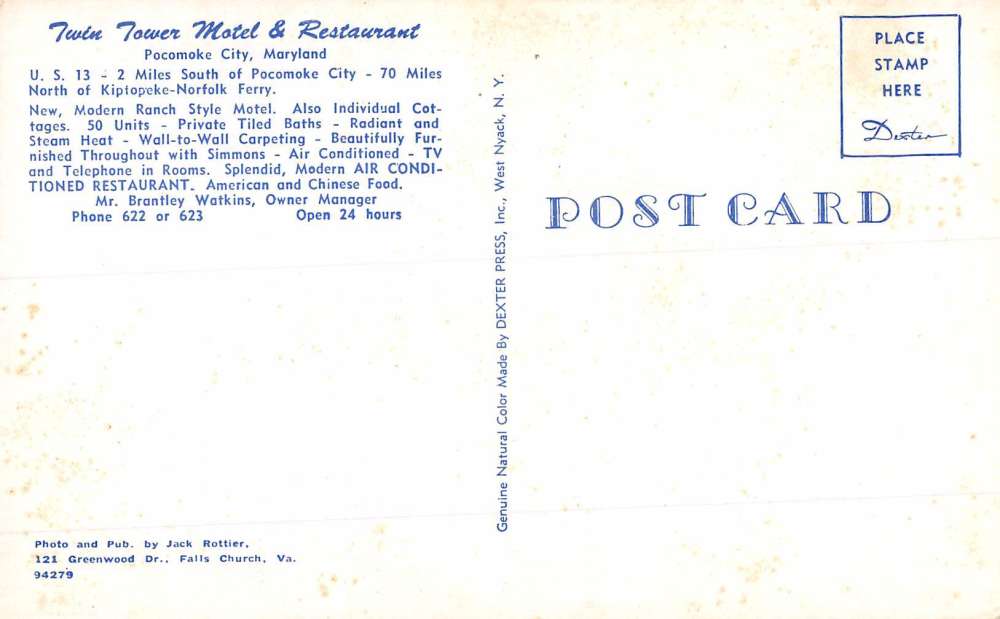 Twin Tower Motel & Restaurant
Pocomoke City, Maryland
U. S. 13 - 2 Miles South of Pocomoke City - 70 Miles
North of Kiptopeke-Norfolk Ferry.
New, Modern Ranch Style Motel. Also Individual Cot-
tages. 50 Units - Private Tiled Baths - Radiant and
Steam Heat - Wall-to-Wall Carpeting - Beautifully Fur-
nished Throughout with Simmons - Air Conditioned - TV
and Telephone in Rooms. Splendid, Modern AIR CONDI-
TIONED RESTAURANT. American and Chinese Food.
Mr. Brantley Watkins, Owner Manager
Phone 622 or 623 Open 24 hours
Photo and Pub. by Jack Rottier,
121 Greenwood Dr., Falls Church, Va.
94279
Genuine Natural Color Made By DEXTER PRESS, Inc., West Nyack, N. Y.
POST CARD
PLACE
STAMP
HERE
Dexter